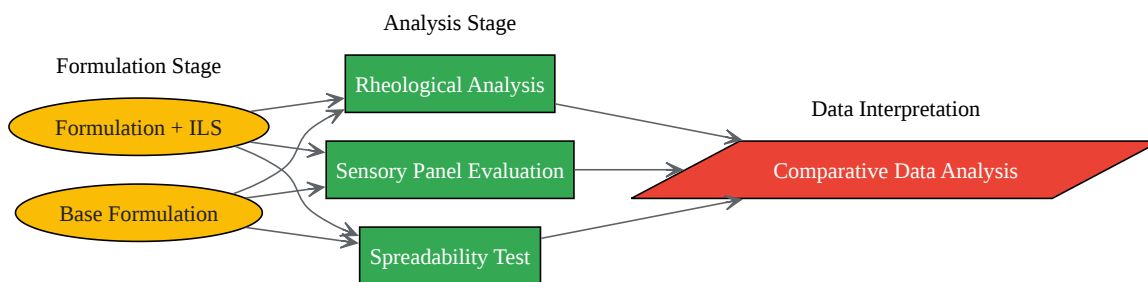 Formulation Stage
Formulation + ILS
Base Formulation
Analysis Stage
Rheological Analysis
Sensory Panel Evaluation
Spreadability Test
Data Interpretation
Comparative Data Analysis